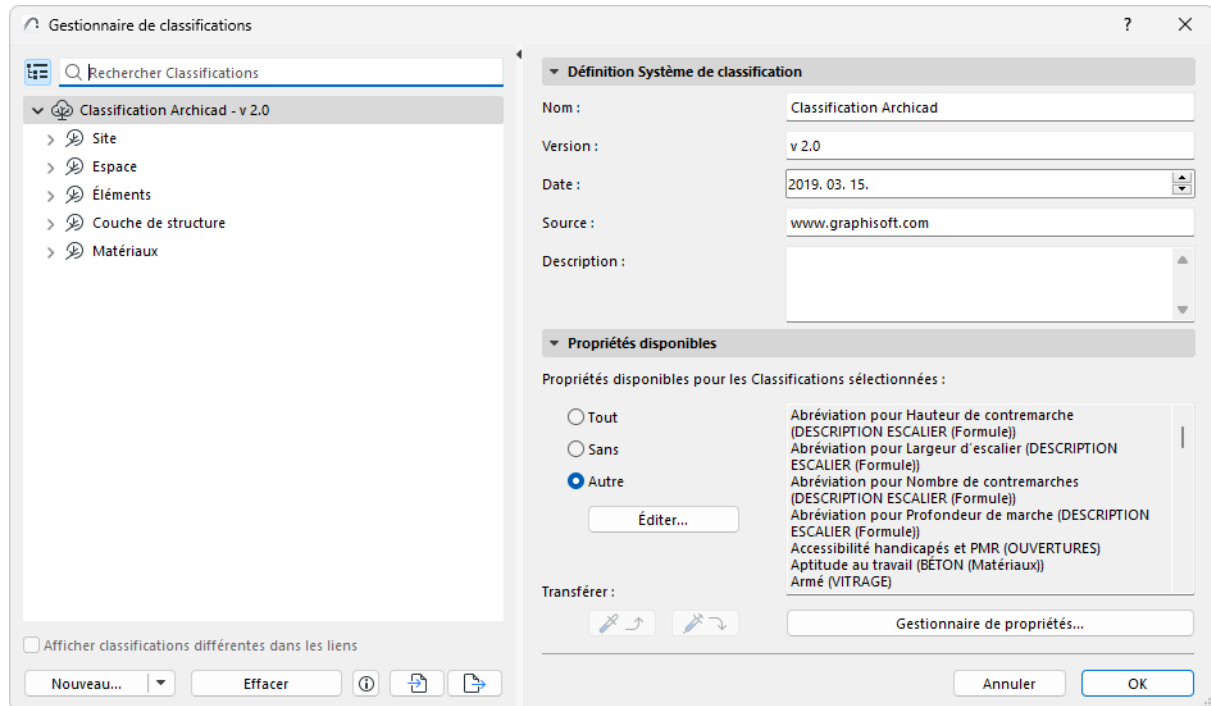 Gestionnaire de classifications
?
Rechercher Classifications
Classification Archicad - v 2.0
Site
Espace
Éléments
Couche de structure
Matériaux
Afficher classifications différentes dans les liens
Nouveau...
Effacer
Définition Système de classification
Nom :
Classification Archicad
Version :
v 2.0
Date :
2019. 03. 15.
Source :
www.graphisoft.com
Description :
Propriétés disponibles
Propriétés disponibles pour les Classifications sélectionnées :
Tout
Sans
Autre
Éditer...
Abréviation pour Hauteur de contremarche
(DESCRIPTION ESCALIER (Formule))
Abréviation pour Largeur d'escalier (DESCRIPTION
ESCALIER (Formule))
Abréviation pour Nombre de contremarches
(DESCRIPTION ESCALIER (Formule))
Abréviation pour Profondeur de marche (DESCRIPTION
ESCALIER (Formule))
Accessibilité handicapés et PMR (OUVERTURES)
Aptitude au travail (BÉTON (Matériaux))
Armé (VITRAGE)
Transférer :
Gestionnaire de propriétés...
Annuler
OK